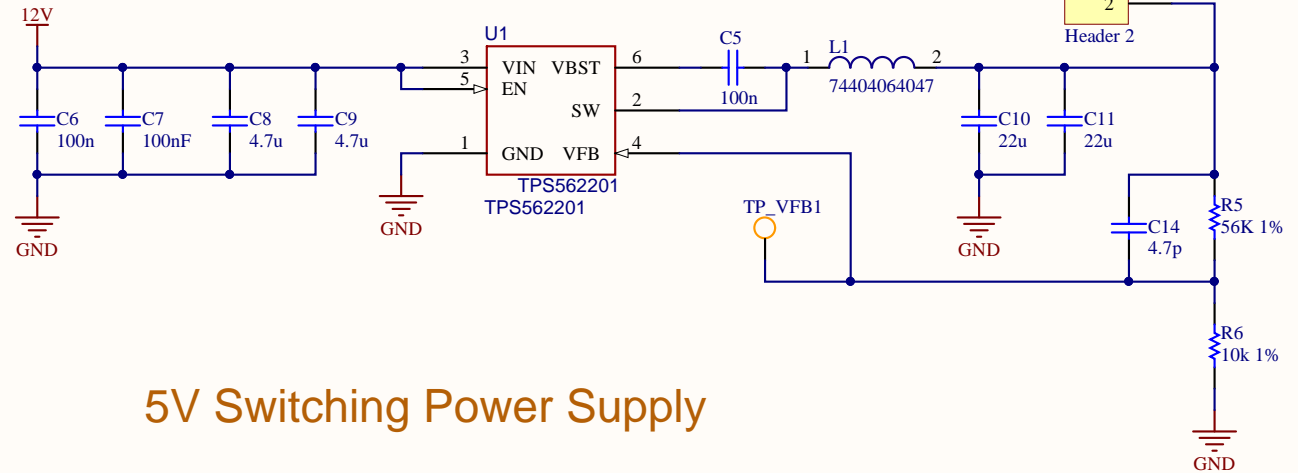 12V
2
Header 2
U1
3
VIN
VBST
6
C5
100n
1
L1
2
74404064047
5
EN
SW
2
C6
100n
C7
100nF
C8
4.7u
C9
4.7u
1
GND
VFB
4
C10
22u
C11
22u
TPS562201
TPS562201
GND
GND
TP_VFB1
GND
C14
4.7p
R5
56K 1%
R6
10k 1%
5V Switching Power Supply
GND